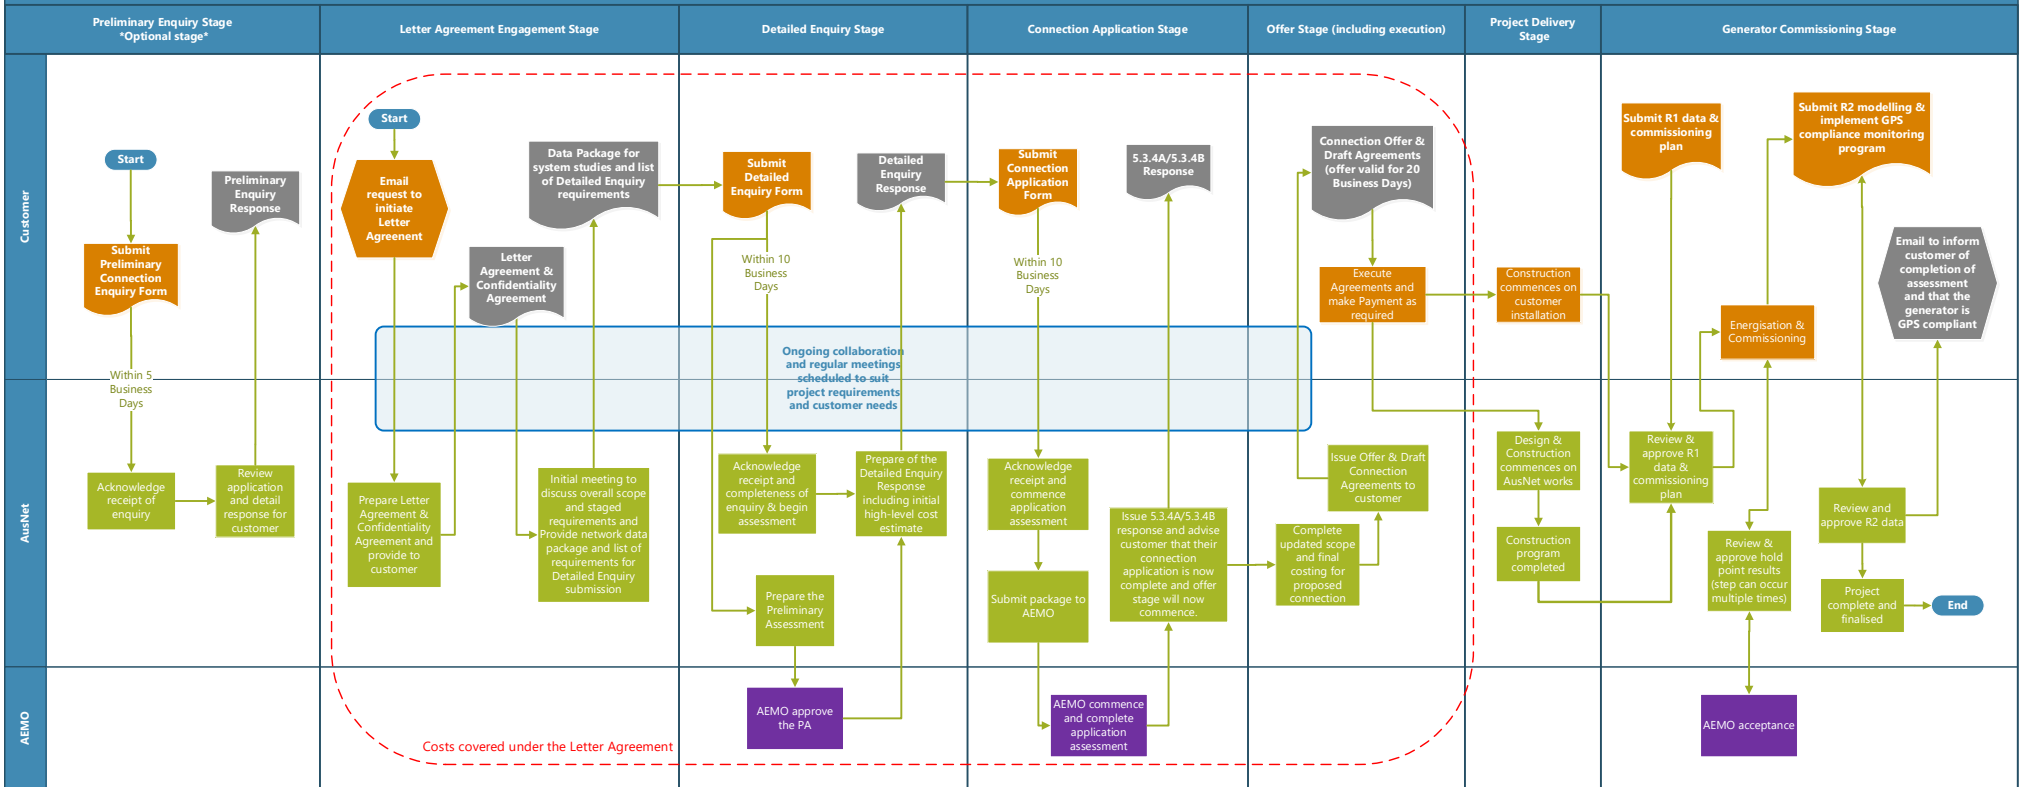 Preliminary Enquiry Stage
*Optional stage*
Letter Agreement Engagement Stage
Detailed Enquiry Stage
Connection Application Stage
Offer Stage (including execution)
Project Delivery
Stage
Generator Commissioning Stage
Customer
Start
Submit
Preliminary
Connection
Enquiry Form
Preliminary
Enquiry
Response
Within 5
Business
Days
Start
Email
request to
initiate
Letter
Agreenent
Letter
Agreement &
Confidentiality
Agreement
Data Package for
system studies and list
of Detailed Enquiry
requirements
Submit
Detailed
Enquiry Form
Within 10
Business
Days
Detailed
Enquiry
Response
Submit
Connection
Application
Form
Within 10
Business
Days
5.3.4A/5.3.4B
Response
Connection Offer &
Draft Agreements
(offer valid for 20
Business Days)
Execute
Agreements and
make Payment as
required
Construction
commences on
customer
installation
Submit R1 data &
commissioning
plan
Submit R2 modelling &
implement GPS
compliance monitoring
program
Energisation &
Commissioning
Email to inform
customer of
completion of
assessment
and that the
generator is
GPS compliant
Ongoing collaboration
and regular meetings
scheduled to suit
project requirements
and customer needs
AusNet
Acknowledge
receipt of
enquiry
Review
application
and detail
response for
customer
Prepare Letter
Agreement &
Confidentiality
Agreement and
provide to
customer
Initial meeting to
discuss overall scope
and staged
requirements and
Provide network data
package and list of
requirements for
Detailed Enquiry
submission
Acknowledge
receipt and
completeness of
enquiry & begin
assessment
Prepare of the
Detailed Enquiry
Response
including initial
high-level cost
estimate
Prepare the
Preliminary
Assessment
Acknowledge
receipt and
commence
application
assessment
Submit package to
AEMO
Issue 5.3.4A/5.3.4B
response and advise
customer that their
connection
application is now
complete and offer
stage will now
commence.
Issue Offer & Draft
Connection
Agreements to
customer
Complete
updated scope
and final
costing for
proposed
connection
Design &
Construction
commences on
AusNet works
Construction
program
completed
Review &
approve R1
data &
commissioning
plan
Review &
approve hold
point results
(step can occur
multiple times)
Review and
approve R2 data
Project
complete and
finalised
End
AEMO
AEMO approve
the PA
AEMO commence
and complete
application
assessment
AEMO acceptance
Costs covered under the Letter Agreement